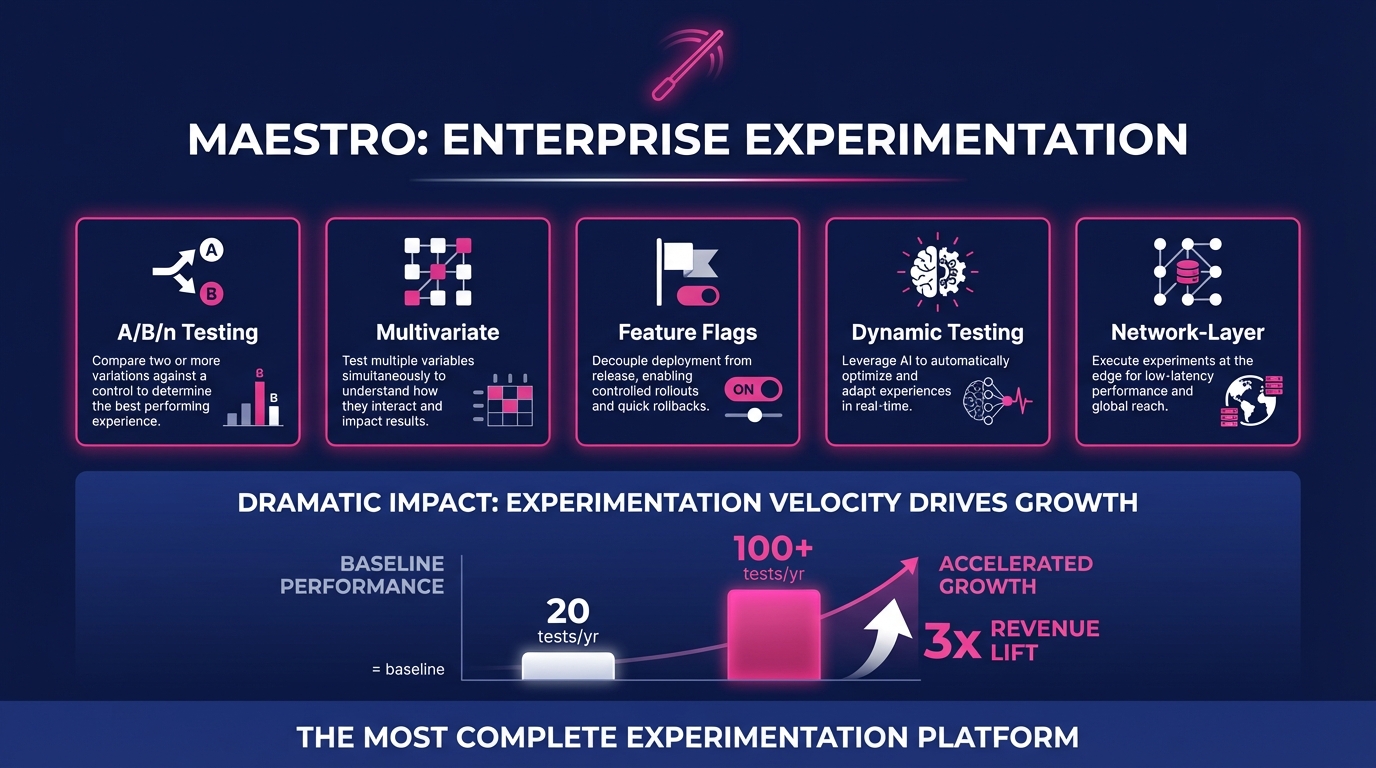 MAESTRO: ENTERPRISE EXPERIMENTATION
A
B
A/B/n Testing
Compare two or more
variations against a
control to determine
the best performing
experience.
B
B
Multivariate
Test multiple variables
simultaneously to
understand how
they interact and
impact results.
Feature Flags
Decouple deployment from
release, enabling
controlled rollouts
and quick rollbacks.
ON
Dynamic Testing
Leverage AI to automatically
optimize and
adapt experiences
in real-time.
Network-Layer
Execute experiments at the
edge for low-latency
performance and
global reach.
DRAMATIC IMPACT: EXPERIMENTATION VELOCITY DRIVES GROWTH
BASELINE
PERFORMANCE
= baseline
20
tests/yr
100+
tests/yr
ACCELERATED
GROWTH
3x REVENUE
LIFT
THE MOST COMPLETE EXPERIMENTATION PLATFORM